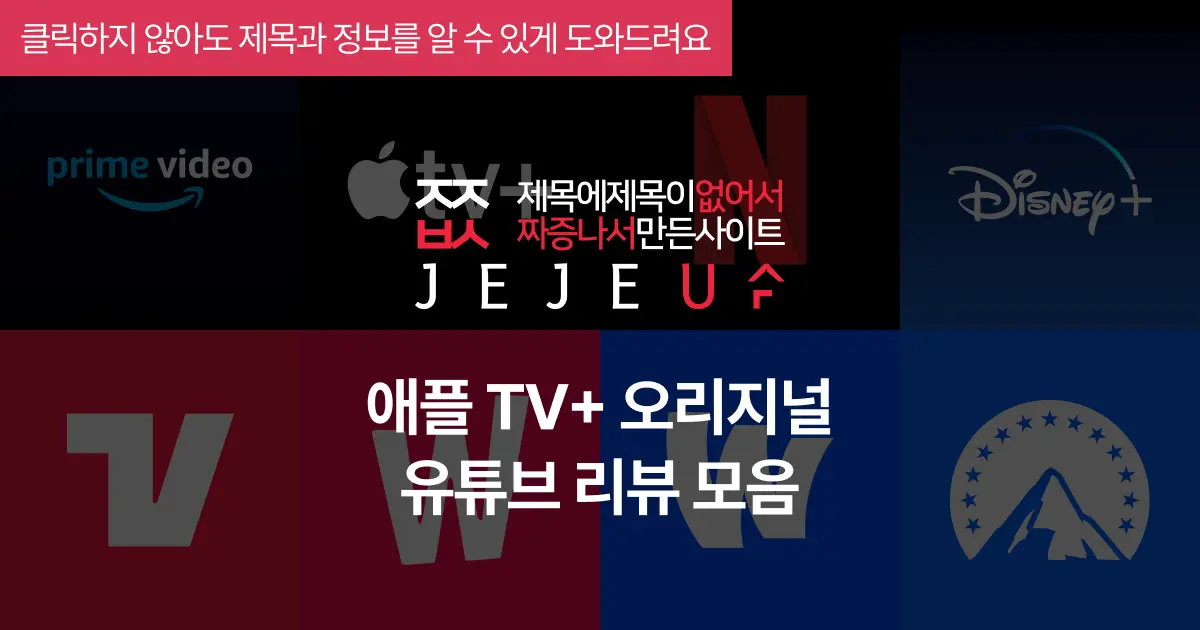 클릭하지 않아도 제목과 정보를 알 수 있게 도와드려요
prime video
tv+
N
Disney+
즚
제목에제목이없어서
짜증나서만든사이트
JEJEU
애플 TV+ 오리지널
유튜브 리뷰 모음
TV
W
W